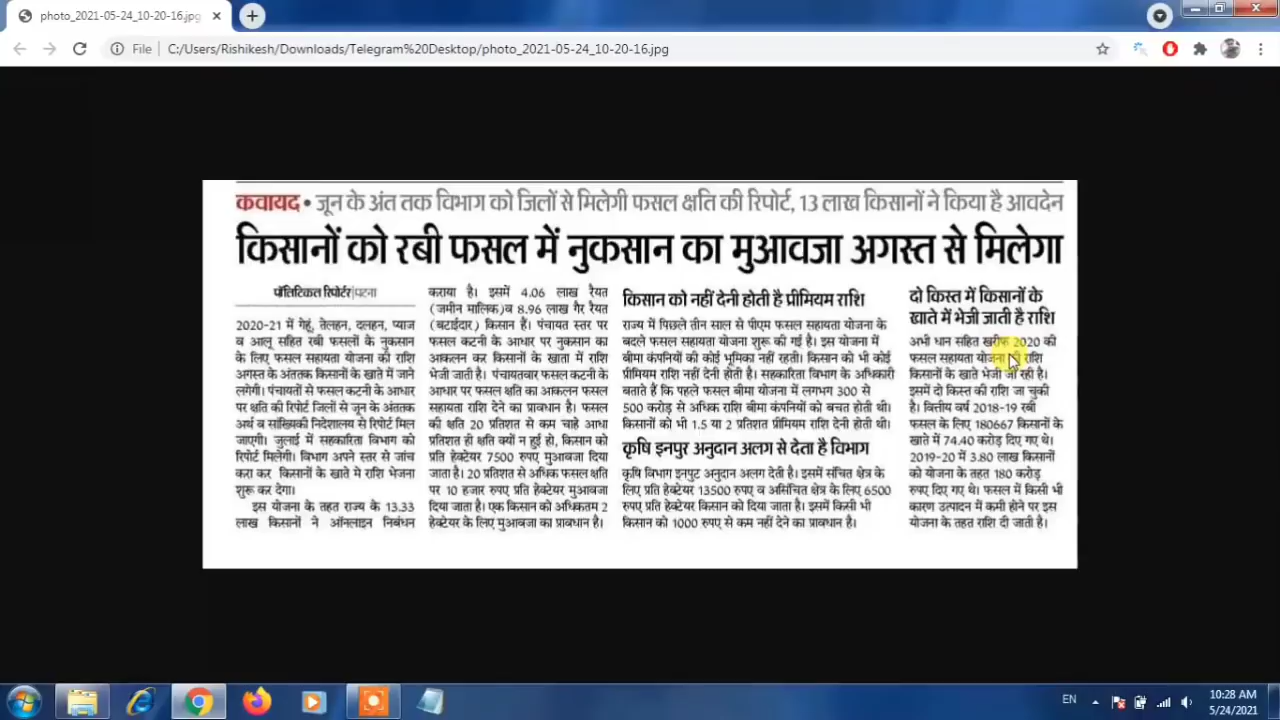 photo_2021-05-24_10-20-16.jpg
File
C:/Users/Rishikesh/Downloads/Telegram%20Desktop/photo_2021-05-24_10-20-16.jpg
कवायद • जून के अंत तक विभाग को जिलों से मिलेगी फसल क्षति की रिपोर्ट, 13 लाख किसानों ने किया है आवदेन
किसानों को रबी फसल में नुकसान का मुआवजा अगस्त से मिलेगा
पॉलिटिकल रिपोर्टर|पटना
2020-21 में गेहूं, तेलहन, दलहन, प्याज
व आलू सहित रबी फसलों के नुकसान
के लिए फसल सहायता योजना की राशि
अगस्त के अंततक किसानों के खाते में जाने
लगेगी। पंचायतों से फसल कटनी के आधार
पर क्षति की रिपोर्ट जिलों से जून के अंततक
अर्थ व सांख्यिकी निदेशालय से रिपोर्ट मिल
जाएगी। जुलाई में सहकारिता विभाग को
रिपोर्ट मिलेगी। विभाग अपने स्तर से जांच
करा कर किसानों के खाते मे राशि भेजना
शुरू कर देगा।
इस योजना के तहत राज्य के 13.33
लाख किसानों ने ऑनलाइन निबंधन
कराया है। इसमें 4.06 लाख रैयत
(जमीन मालिक)व 8.96 लाख गैर रैयत
(बटाईदार) किसान हैं। पंचायत स्तर पर
फसल कटनी के आधार पर नुकसान का
आकलन कर किसानों के खाता में राशि
भेजी जाती है। पंचायतवार फसल कटनी के
आधार पर फसल क्षति का आकलन फसल
सहायता राशि देने का प्रावधान है। फसल
की क्षति 20 प्रतिशत से कम चाहे आधा
प्रतिशत ही क्षति क्यों न हुई हो, किसान को
प्रति हेक्टेयर 7500 रुपए मुआवजा दिया
जाता है। 20 प्रतिशत से अधिक फसल क्षति
पर 10 हजार रुपए प्रति हेक्टेयर मुआवजा
दिया जाता है। एक किसान को अधिकतम 2
हेक्टेयर के लिए मुआवजा का प्रावधान है।
किसान को नहीं देनी होती है प्रीमियम राशि
राज्य में पिछले तीन साल से पीएम फसल सहायता योजना के
बदले फसल सहायता योजना शुरू की गई है। इस योजना में
बीमा कंपनियों की कोई भूमिका नहीं रहती। किसान को भी कोई
प्रीमियम राशि नहीं देनी होती है। सहकारिता विभाग के अधिकारी
बताते हैं कि पहले फसल बीमा योजना में लगभग 300 से
500 करोड़ से अधिक राशि बीमा कंपनियों को बचत होती थी।
किसानों को भी 1.5 या 2 प्रतिशत प्रीमियम राशि देनी होती थी।
कृषि इनपुर अनुदान अलग से देता है विभाग
कृषि विभाग इनपुट अनुदान अलग देती है। इसमें संचित क्षेत्र के
लिए प्रति हेक्टेयर 13500 रुपए व असिंचित क्षेत्र के लिए 6500
रुपए प्रति हेक्टेयर किसान को दिया जाता है। इसमें किसी भी
किसान को 1000 रुपए से कम नहीं देने का प्रावधान है।
दो किस्त में किसानों के
खाते में भेजी जाती है राशि
अभी धान सहित खरीफ 2020 की
फसल सहायता योजना की राशि
किसानों के खाते भेजी जा रही है।
इसमें दो किस्त की राशि जा चुकी
है। वित्तीय वर्ष 2018-19 रबी
फसल के लिए 180667 किसानों के
खाते में 74.40 करोड़ दिए गए थे।
2019-20 में 3.80 लाख किसानों
को योजना के तहत 180 करोड़
रुपए दिए गए थे। फसल में किसी भी
कारण उत्पादन में कमी होने पर इस
योजना के तहत राशि दी जाती है।
EN
10:28 AM
5/24/2021